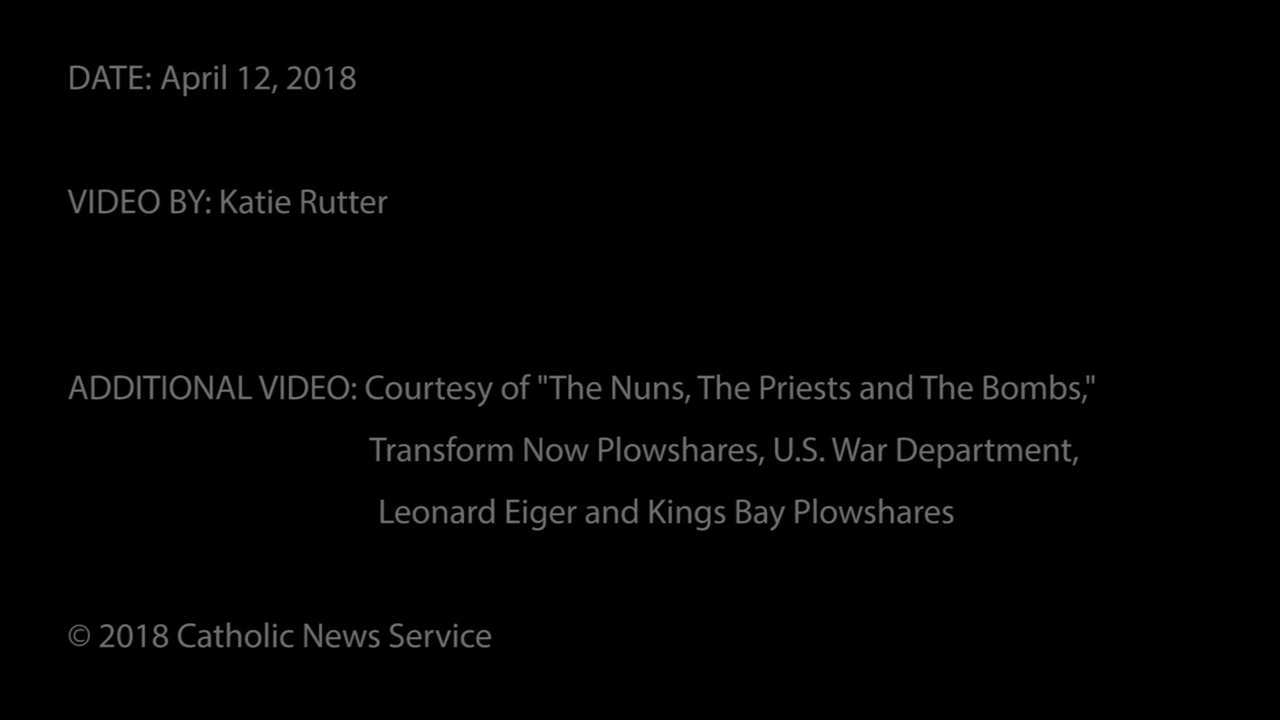 DATE: April 12, 2018
VIDEO BY: Katie Rutter
ADDITIONAL VIDEO: Courtesy of "The Nuns, The Priests and The Bombs,"
Transform Now Plowshares, U.S. War Department,
Leonard Eiger and Kings Bay Plowshares
© 2018 Catholic News Service